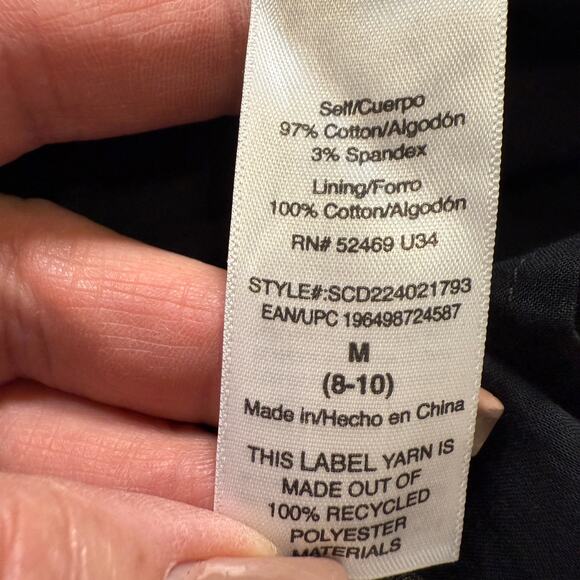 Self/Cuerpo
97% Cotton/Algodón
3% Spandex
Lining/Forro
100% Cotton/Algodón
RN# 52469 U34
STYLE#:SCD224021793
EAN/UPC 196498724587
M
(8-10)
Made in/Hecho en China
THIS LABEL YARN IS
MADE OUT OF
100% RECYCLED
POLYESTER
MATERIALS